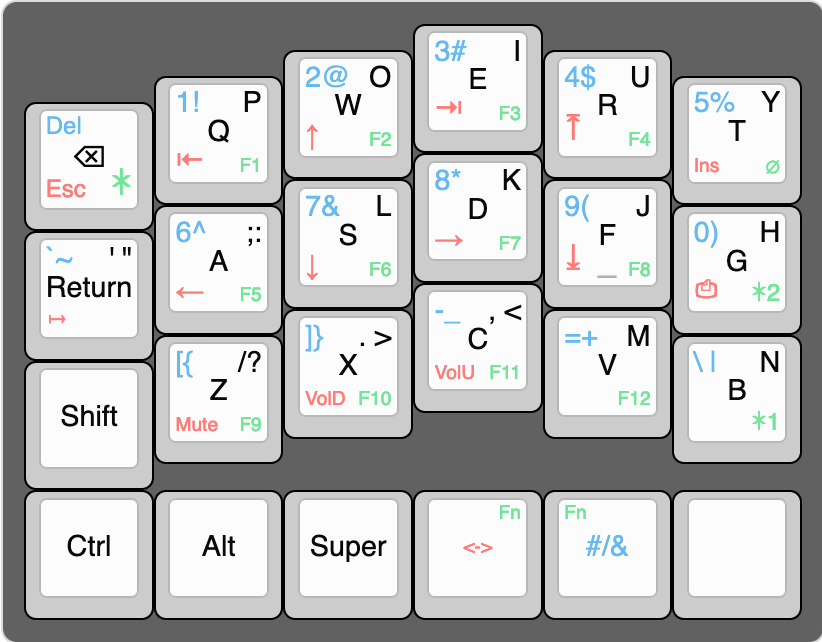 Del
⌫
Esc *
1! P
Q
⇤ F1
2@ O
W
↑ F2
3# I
E
⇥ F3
4$ U
R
⤒ F4
5% Y
T
Ins ∅
`~ ' "
Return
↦
6^ ;:
A
← F5
7& L
S
↓ F6
8* K
D
→ F7
9( J
F
⤓ _ F8
0) H
G
*2
Shift
[{ /?
Z
Mute F9
]} . >
X
VolD F10
-_ , <
C
VolU F11
=+ M
V
F12
\ | N
B
*1
Ctrl
Alt
Super
Fn
<->
Fn
#/&